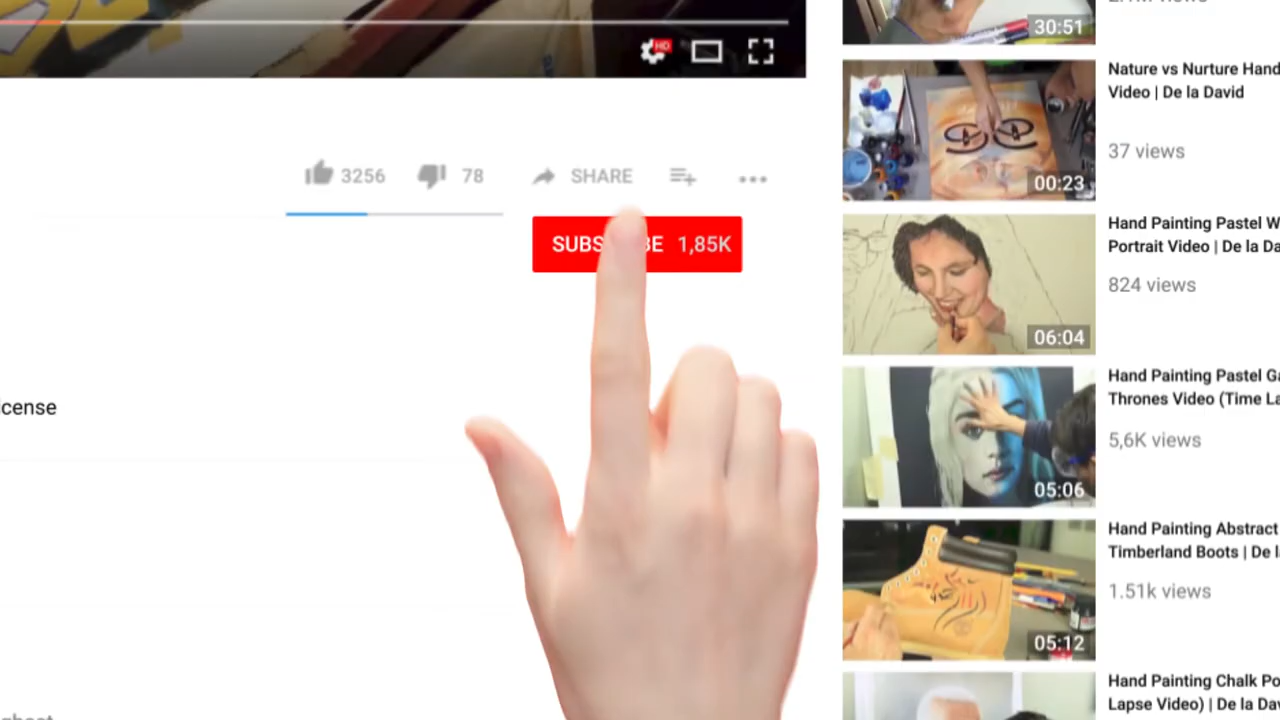 HD
3256
78
SHARE
1,85K
icense
30:51
Nature vs Nurture Hand
Video | De la David
37 views
00:23
Hand Painting Pastel W
Portrait Video | De la Da
824 views
06:04
Hand Painting Pastel Ga
Thrones Video (Time La
5,6K views
05:06
Hand Painting Abstract
Timberland Boots | De l
1.51k views
05:12
Hand Painting Chalk Po
Lapse Video) | De la Dav